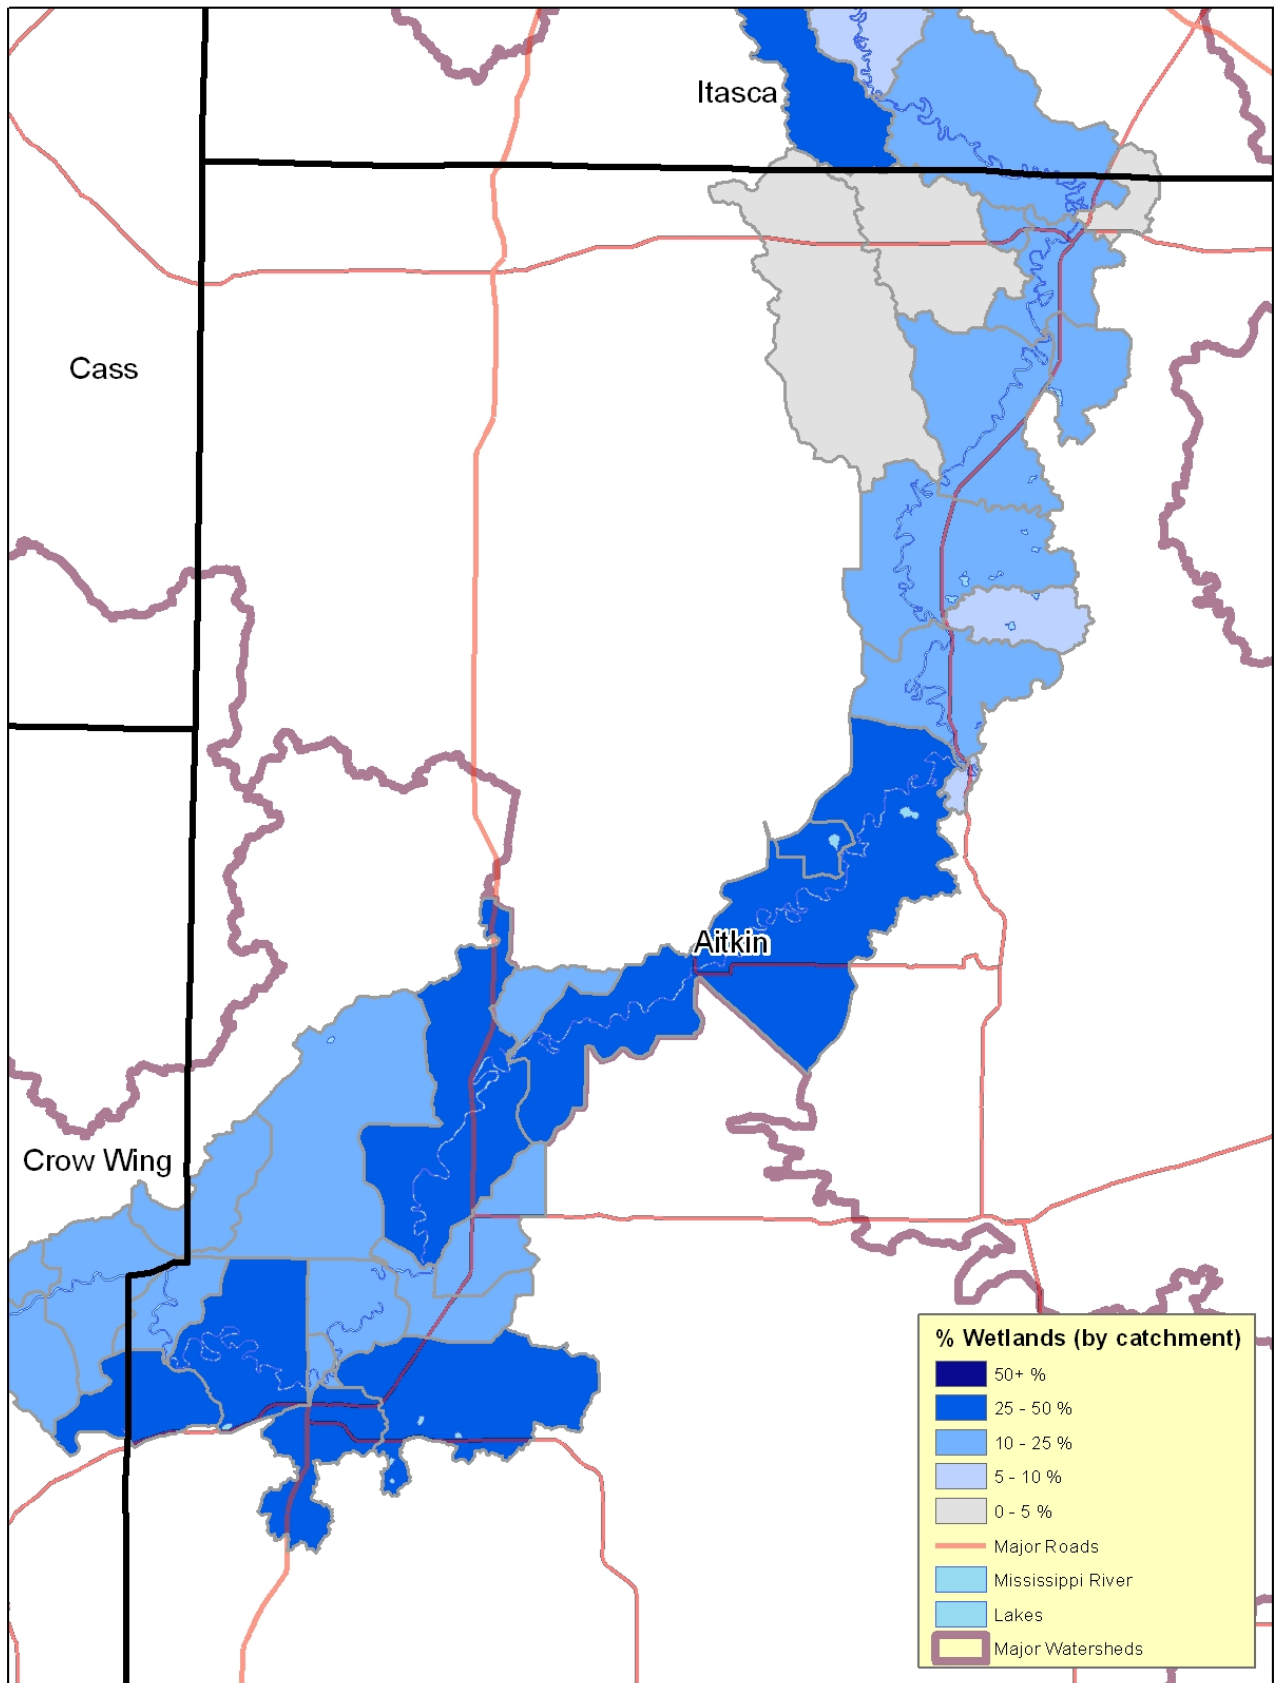 Itasca
Cass
Aitkin
Crow Wing
% Wetlands (by catchment)
50+ %
25 - 50 %
10 - 25 %
5 - 10 %
0 - 5 %
Major Roads
Mississippi River
Lakes
Major Watersheds